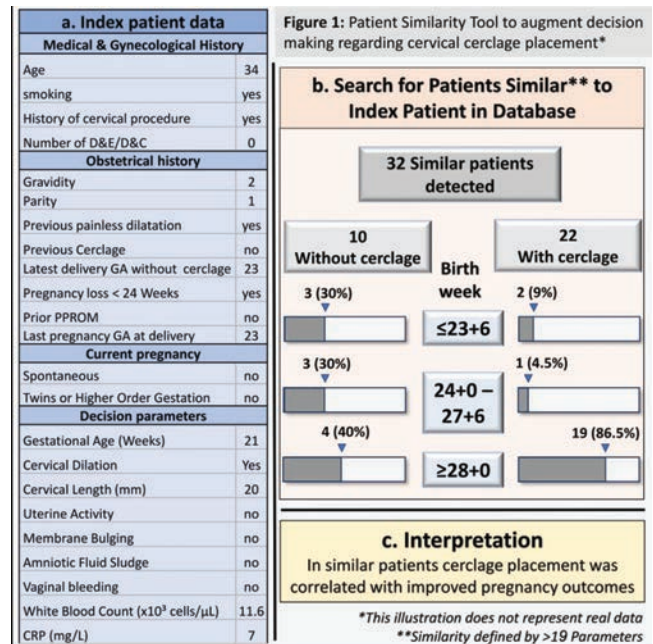 a. Index patient data
Medical & Gynecological History
Age 34
smoking yes
History of cervical procedure yes
Number of D&E/D&C 0
Obstetrical history
Gravidity 2
Parity 1
Previous painless dilatation yes
Previous Cerclage no
Latest delivery GA without cerclage 23
Pregnancy loss < 24 Weeks yes
Prior PPROM no
Last pregnancy GA at delivery 23
Current pregnancy
Spontaneous no
Twins or Higher Order Gestation no
Decision parameters
Gestational Age (Weeks) 21
Cervical Dilation Yes
Cervical Length (mm) 20
Uterine Activity no
Membrane Bulging no
Amniotic Fluid Sludge no
Vaginal bleeding no
White Blood Count (x10³ cells/μL) 11.6
CRP (mg/L) 7
Figure 1: Patient Similarity Tool to augment decision
making regarding cervical cerclage placement*
b. Search for Patients Similar** to
Index Patient in Database
32 Similar patients
detected
10
Without cerclage
22
With cerclage
Birth
week
3 (30%)
≤23+6
2 (9%)
3 (30%)
24+0 –
27+6
1 (4.5%)
4 (40%)
≥28+0
19 (86.5%)
c. Interpretation
In similar patients cerclage placement was
correlated with improved pregnancy outcomes
*This illustration does not represent real data
**Similarity defined by >19 Parameters